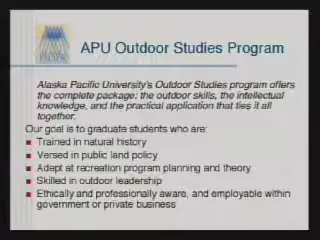 APU Outdoor Studies Program
Alaska Pacific University's Outdoor Studies program offers
the complete package: the outdoor skills, the intellectual
knowledge, and the practical application that ties it all
together.
Our goal is to graduate students who are:
Trained in natural history
Versed in public land policy
Adept at recreation program planning and theory
Skilled in outdoor leadership
Ethically and professionally aware, and employable within
government or private business